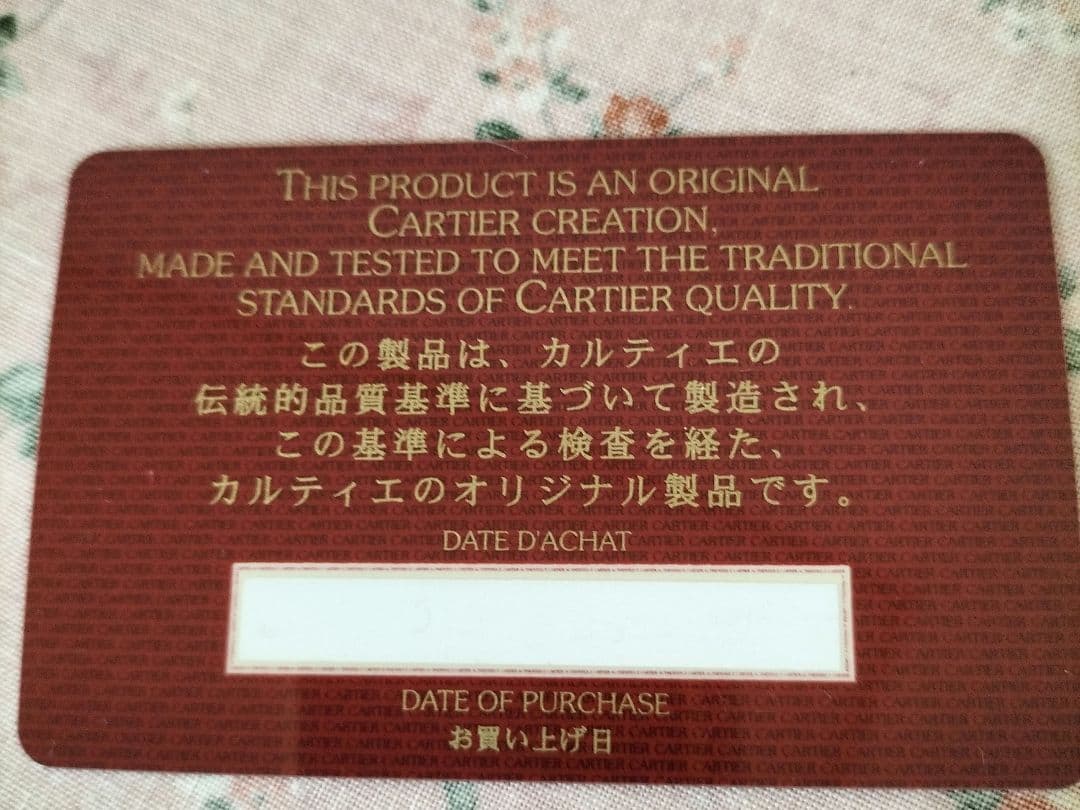 THIS PRODUCT IS AN ORIGINAL
CARTIER CREATION,
MADE AND TESTED TO MEET THE TRADITIONAL
STANDARDS OF CARTIER QUALITY.
この製品は、カルティエの
伝統的品質基準に基づいて製造され、
この基準による検査を経た、
カルティエのオリジナル製品です。
DATE D'ACHAT
DATE OF PURCHASE
お買い上げ日